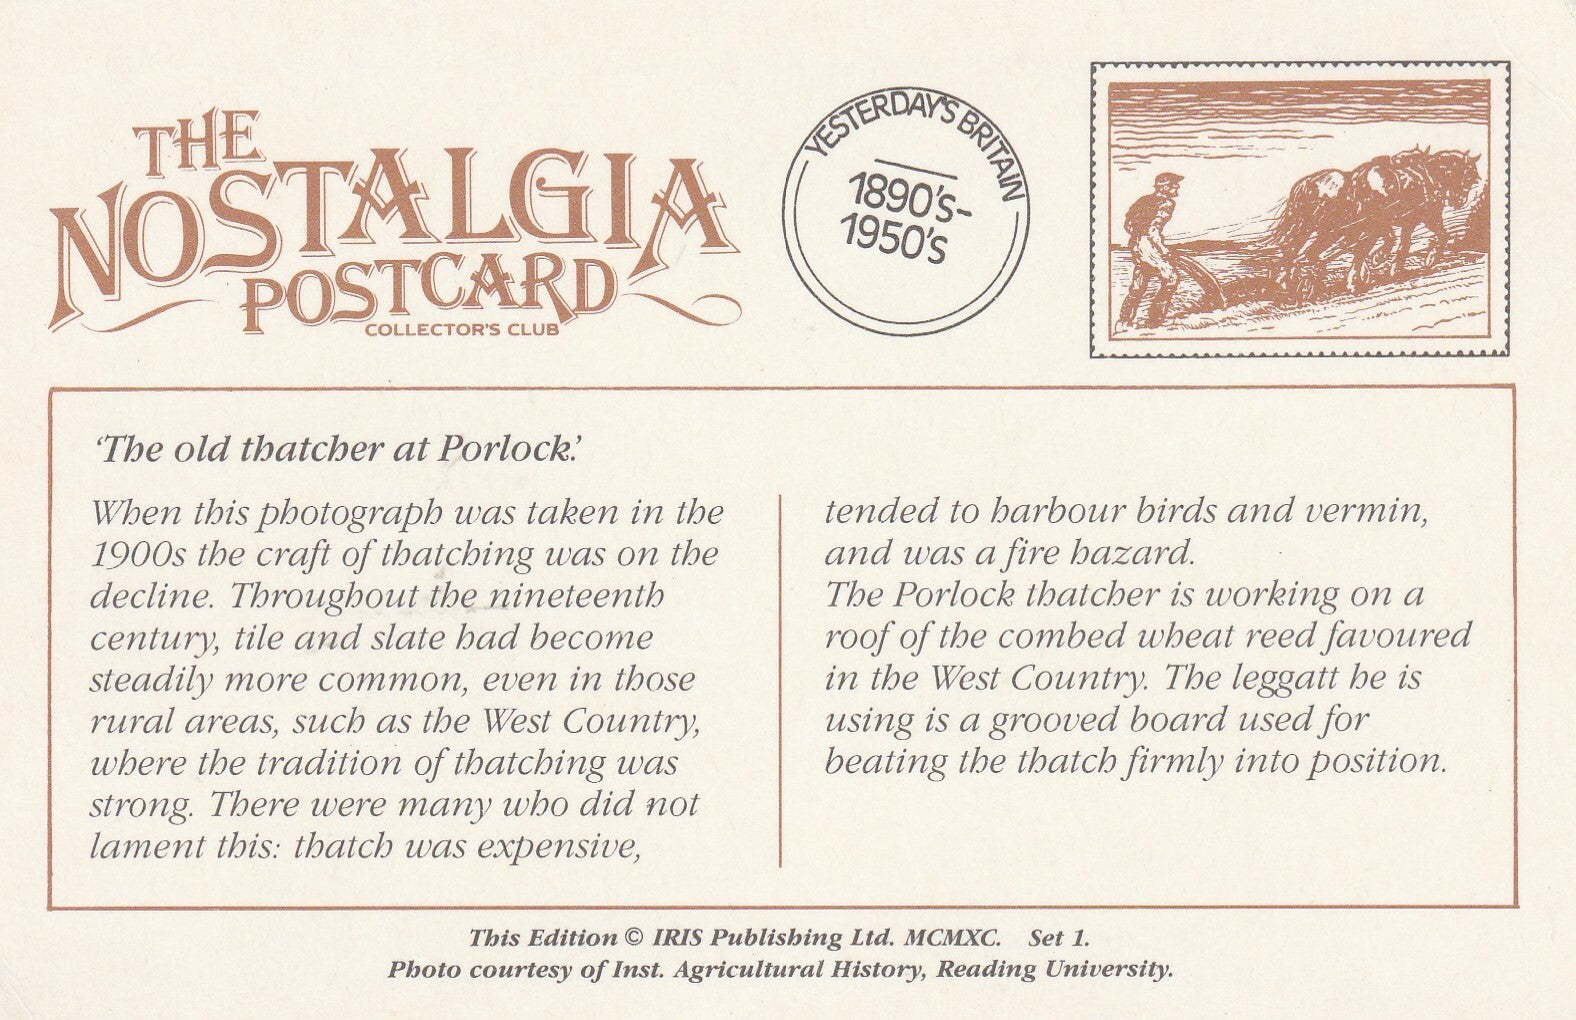 THE
NOSTALGIA
POSTCARD
COLLECTOR'S CLUB
YESTERDAY'S BRITAIN
1890's-
1950's
'The old thatcher at Porlock.'
When this photograph was taken in the
1900s the craft of thatching was on the
decline. Throughout the nineteenth
century, tile and slate had become
steadily more common, even in those
rural areas, such as the West Country,
where the tradition of thatching was
strong. There were many who did not
lament this: thatch was expensive,
tended to harbour birds and vermin,
and was a fire hazard.
The Porlock thatcher is working on a
roof of the combed wheat reed favoured
in the West Country. The leggatt he is
using is a grooved board used for
beating the thatch firmly into position.
This Edition © IRIS Publishing Ltd. MCMXC. Set 1.
Photo courtesy of Inst. Agricultural History, Reading University.